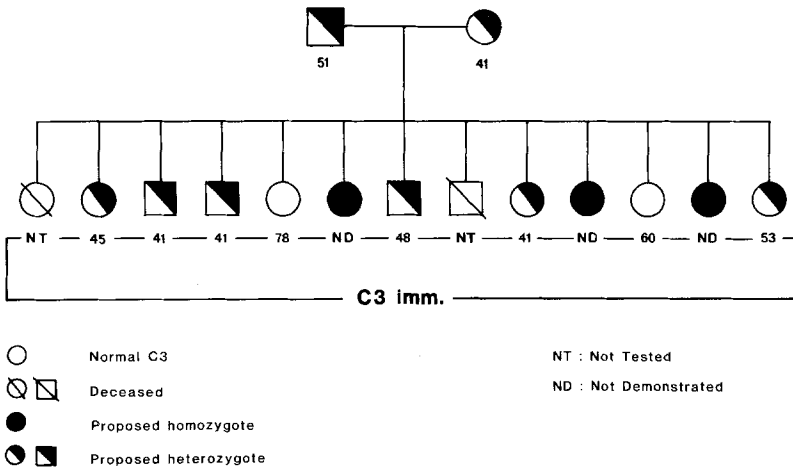 51 41
NT 45 41 41 78 ND 48 NT 41 ND 60 ND 53
C3 imm.
Normal C3 NT : Not Tested
Deceased ND : Not Demonstrated
Proposed homozygote
Proposed heterozygote